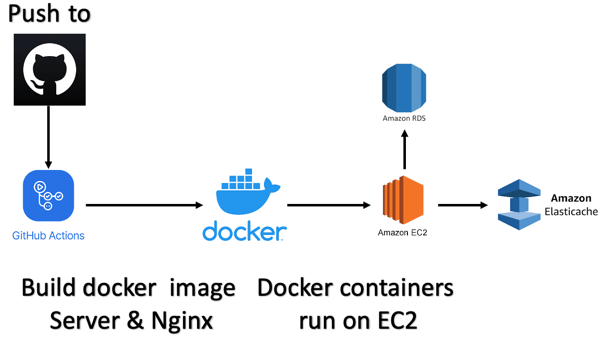 Push to
Amazon RDS
GitHub Actions
docker
Amazon EC2
Amazon
Elasticache
Build docker image
Server & Nginx
Docker containers
run on EC2